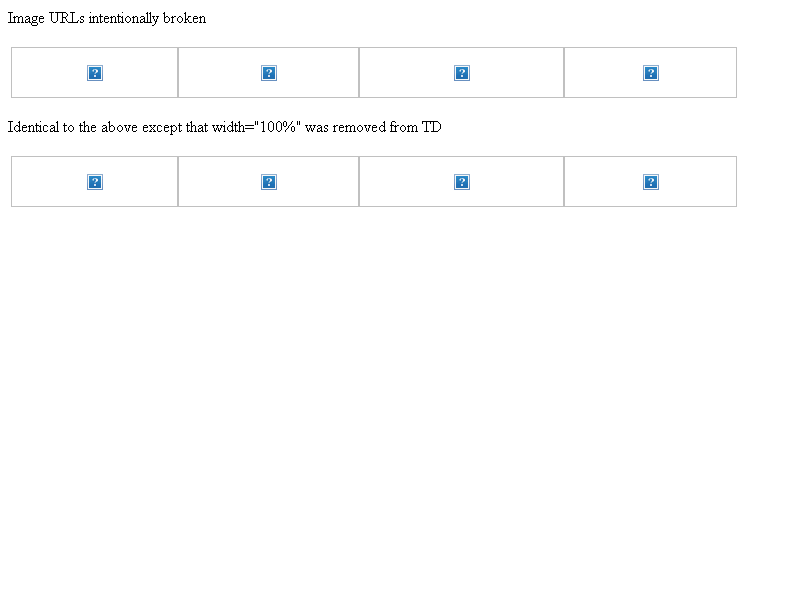 Image URLs intentionally broken
? ? ? ?
Identical to the above except that width="100%" was removed from TD
? ? ? ?